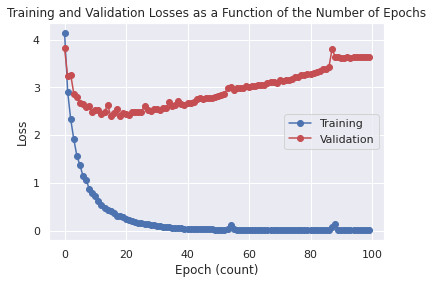 Training and Validation Losses as a Function of the Number of Epochs
4
3
2
1
0
Loss
Training
Validation
0 20 40 60 80 100
Epoch (count)